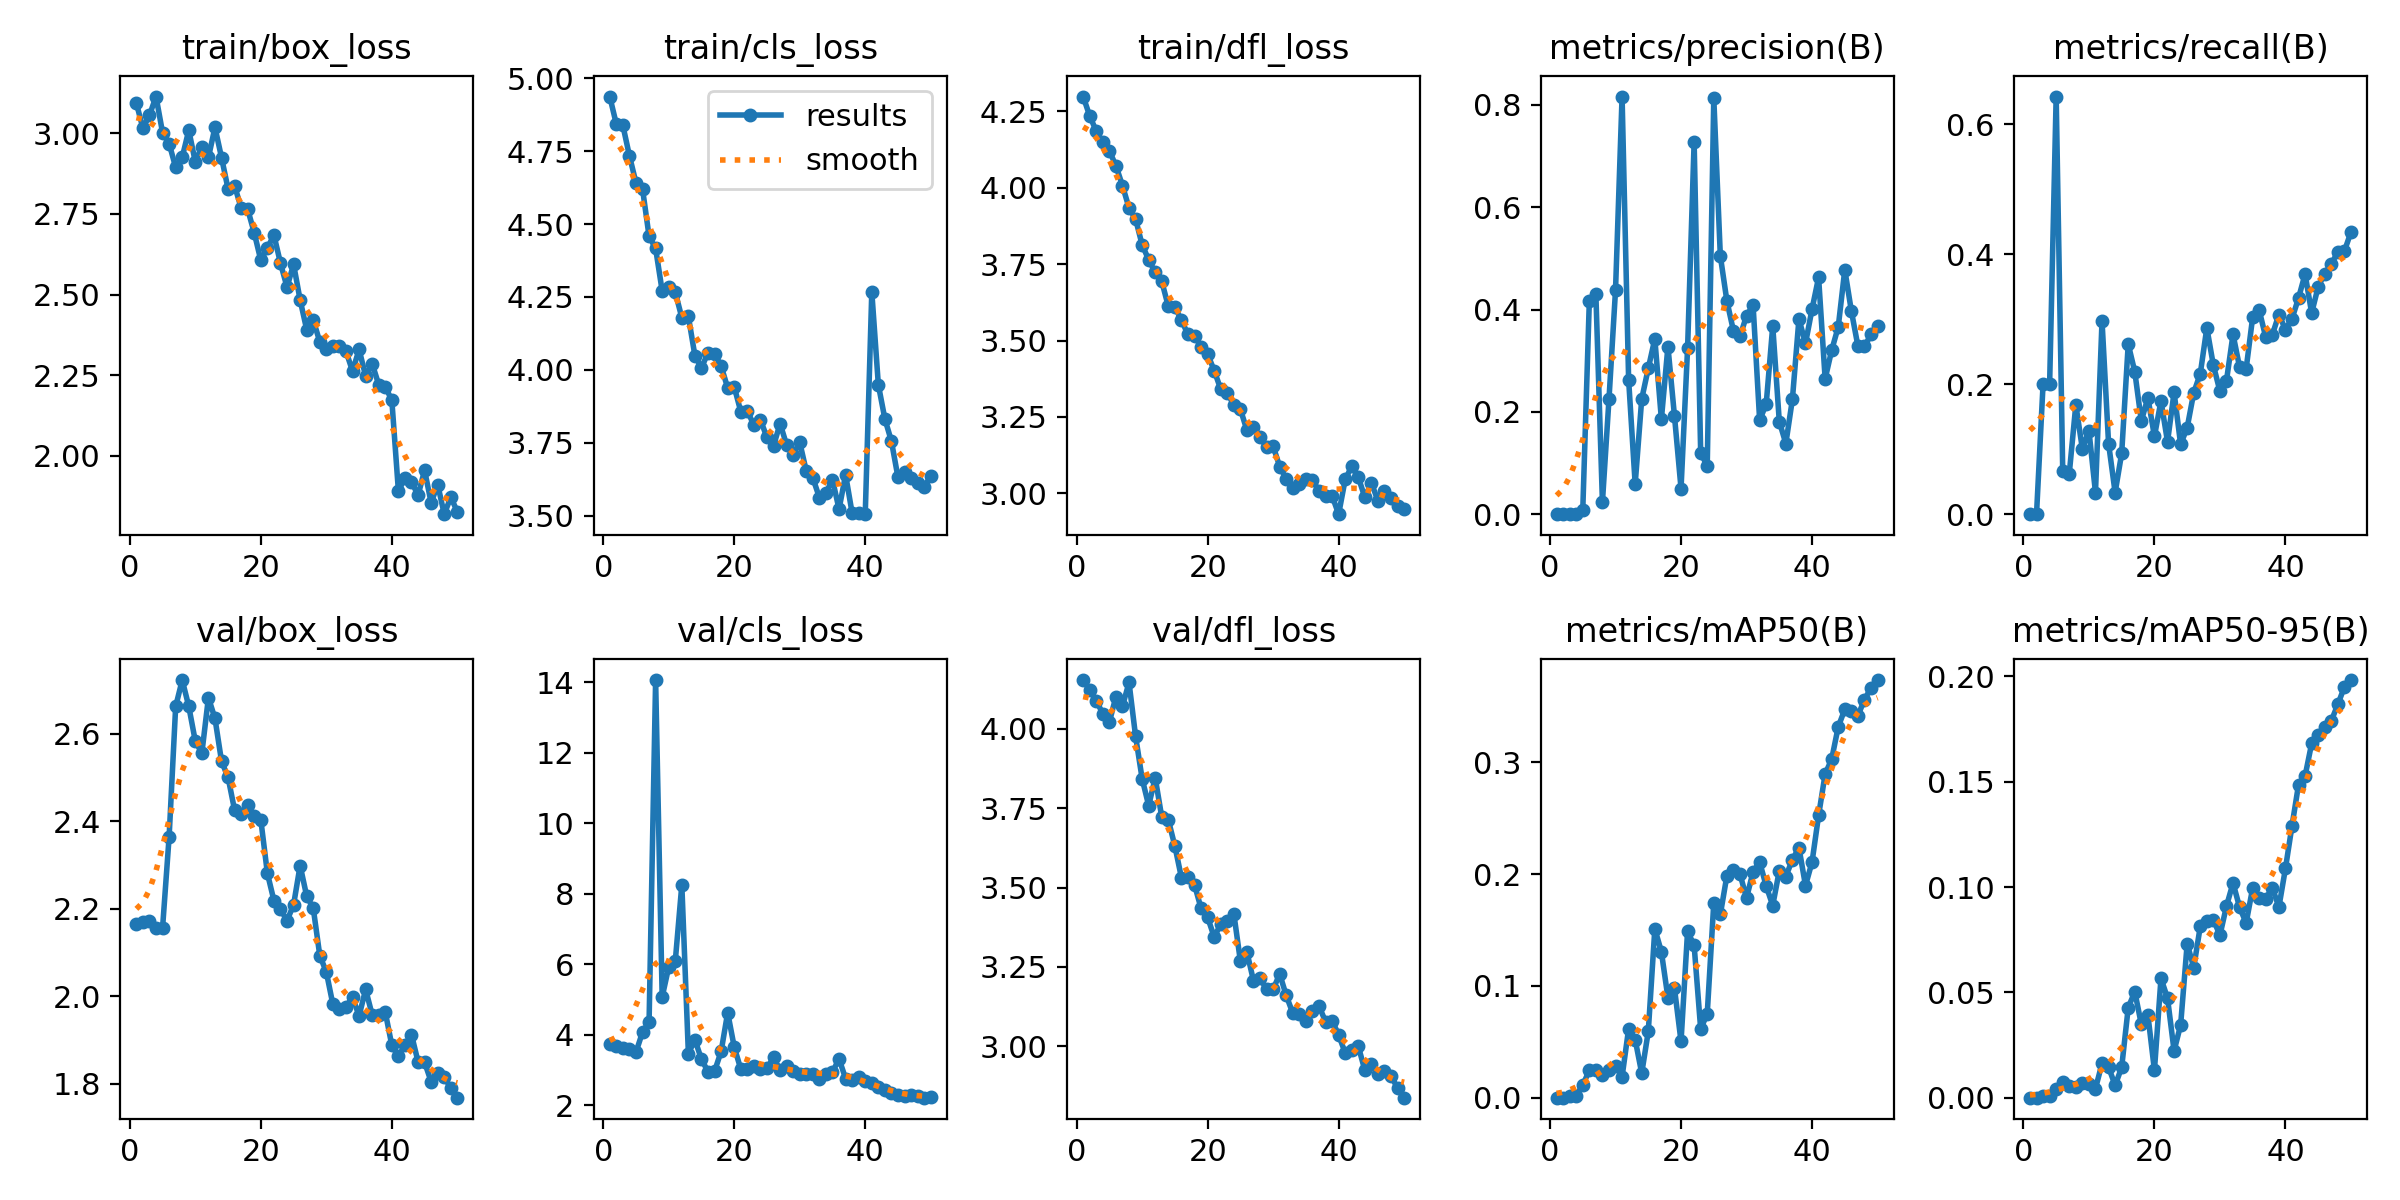 train/box_loss
3.00
2.75
2.50
2.25
2.00
0 20 40
train/cls_loss
5.00
4.75
4.50
4.25
4.00
3.75
3.50
results
smooth
0 20 40
train/dfl_loss
4.25
4.00
3.75
3.50
3.25
3.00
0 20 40
metrics/precision(B)
0.8
0.6
0.4
0.2
0.0
0 20 40
metrics/recall(B)
0.6
0.4
0.2
0.0
0 20 40
val/box_loss
2.6
2.4
2.2
2.0
1.8
0 20 40
val/cls_loss
14
12
10
8
6
4
2
0 20 40
val/dfl_loss
4.00
3.75
3.50
3.25
3.00
0 20 40
metrics/mAP50(B)
0.3
0.2
0.1
0.0
0 20 40
metrics/mAP50-95(B)
0.20
0.15
0.10
0.05
0.00
0 20 40